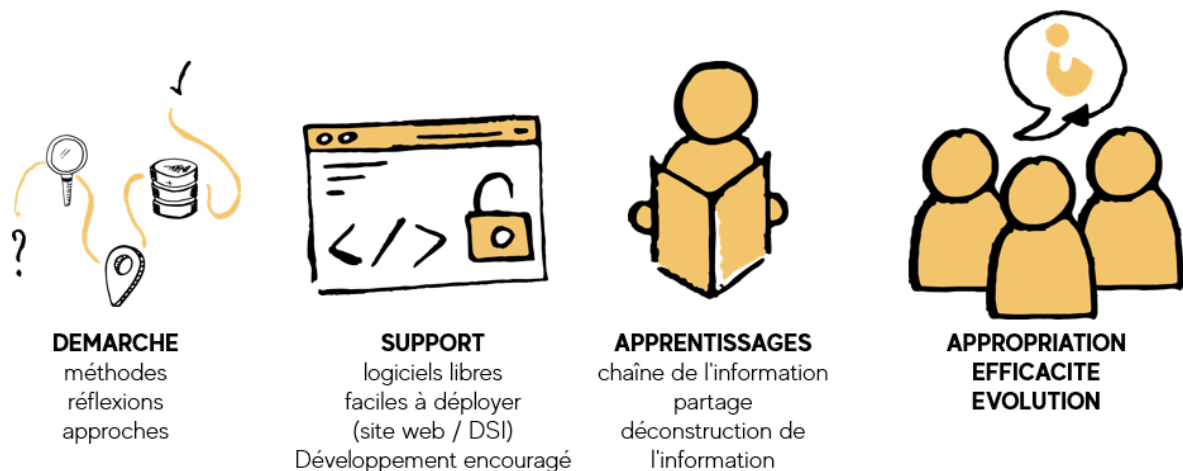 ?
</>
DEMARCHE
méthodes
réflexions
approches
SUPPORT
logiciels libres
faciles à déployer
(site web / DSI)
Développement encouragé
APPRENTISSAGES
chaîne de l'information
partage
déconstruction de
l'information
APPROPRIATION
EFFICACITE
EVOLUTION